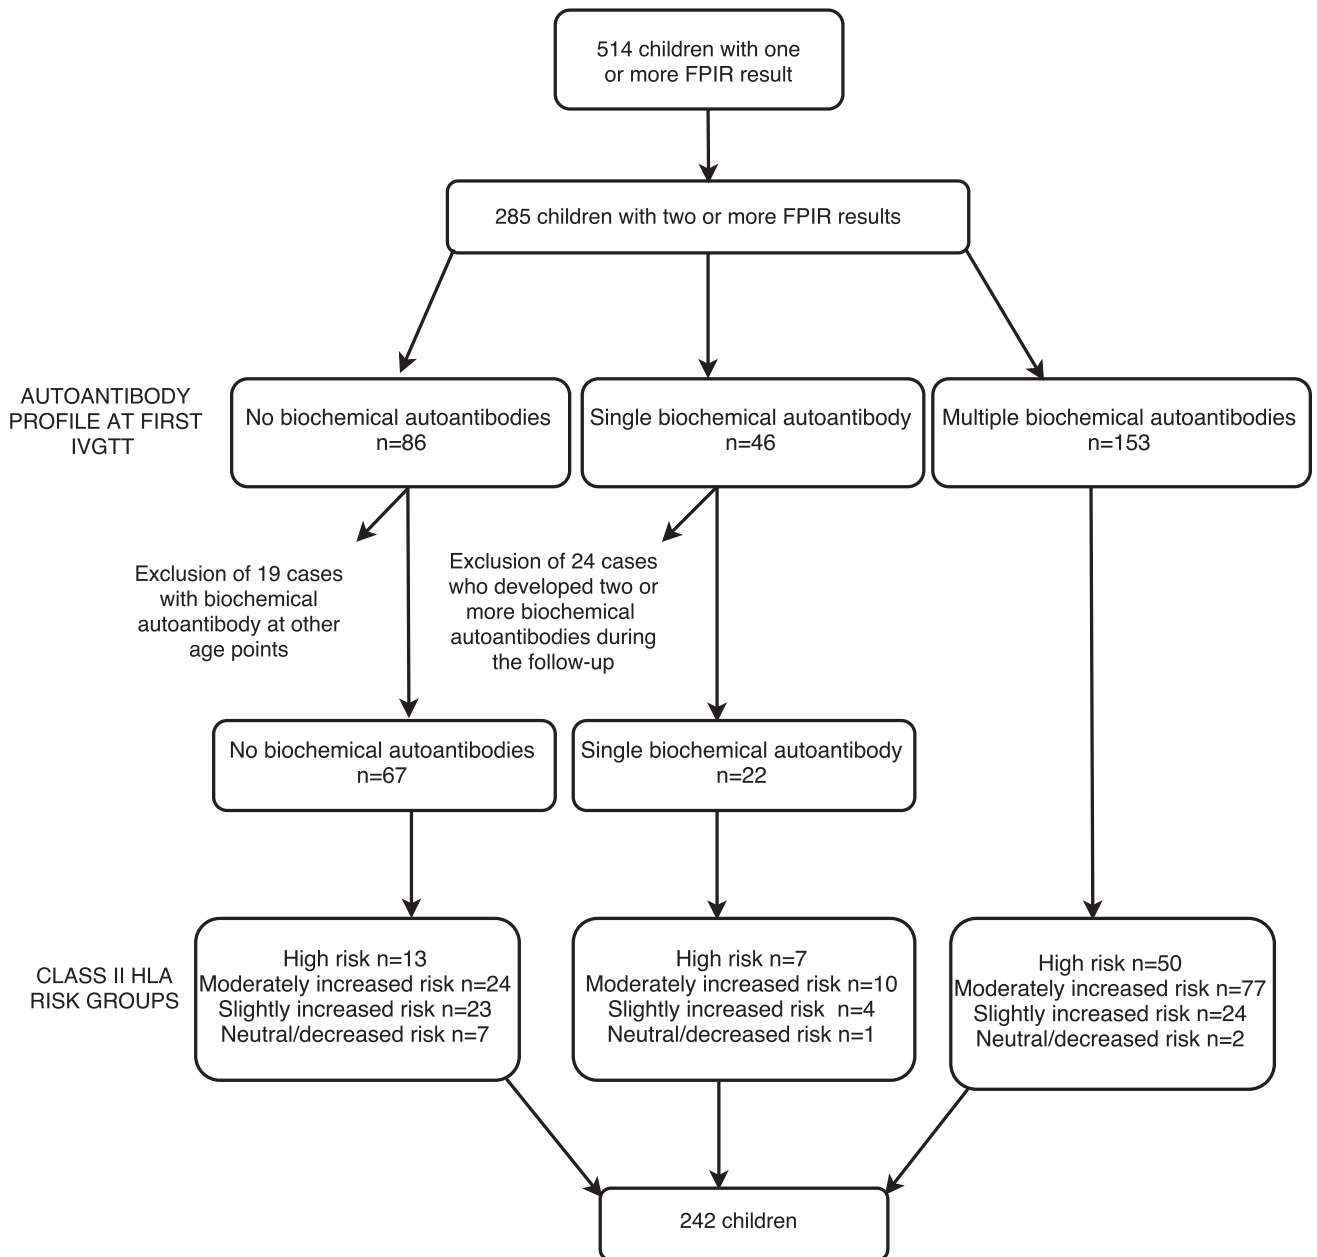 514 children with one
or more FPIR result
285 children with two or more FPIR results
AUTOANTIBODY
PROFILE AT FIRST
IVGTT
No biochemical autoantibodies
n=86
Single biochemical autoantibody
n=46
Multiple biochemical autoantibodies
n=153
Exclusion of 19 cases
with biochemical
autoantibody at other
age points
Exclusion of 24 cases
who developed two or
more biochemical
autoantibodies during
the follow-up
No biochemical autoantibodies
n=67
Single biochemical autoantibody
n=22
CLASS II HLA
RISK GROUPS
High risk n=13
Moderately increased risk n=24
Slightly increased risk n=23
Neutral/decreased risk n=7
High risk n=7
Moderately increased risk n=10
Slightly increased risk  n=4
Neutral/decreased risk n=1
High risk n=50
Moderately increased risk n=77
Slightly increased risk n=24
Neutral/decreased risk n=2
242 children